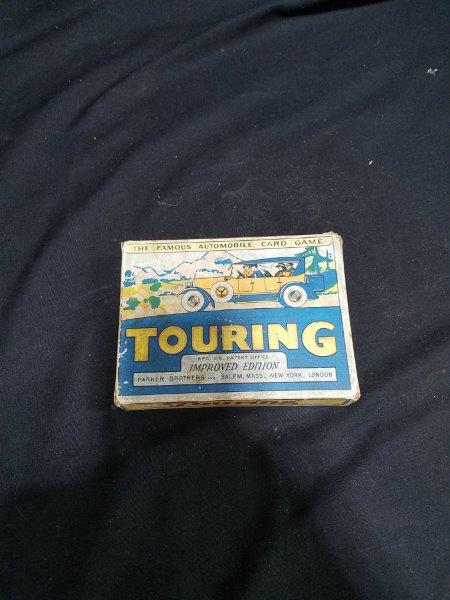 THE FAMOUS AUTOMOBILE CARD GAME
TOURING
REG. U.S. PATENT OFFICE
IMPROVED EDITION
PARKER BROTHERS INC. SALEM, MASS., NEW YORK, LONDON